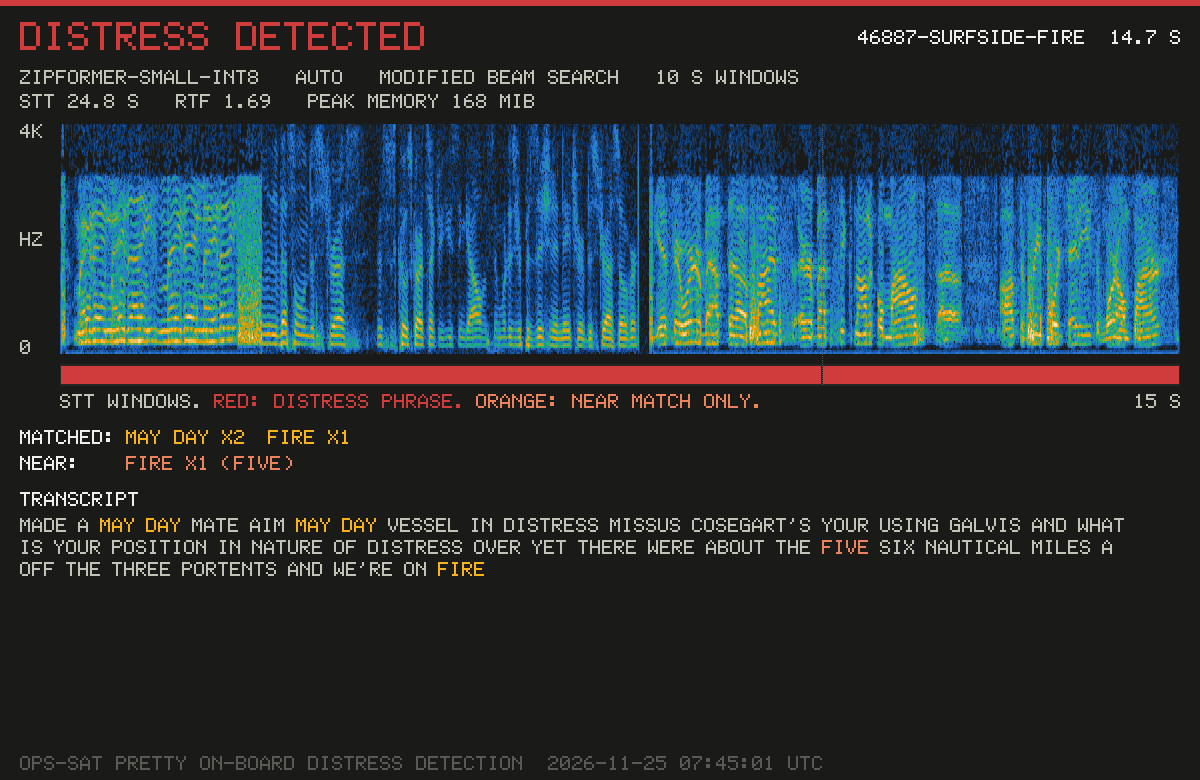 DISTRESS DETECTED
46887-SURFSIDE-FIRE 14.7 S
ZIPFORMER-SMALL-INT8 AUTO MODIFIED BEAM SEARCH 10 S WINDOWS
STT 24.8 S RTF 1.69 PEAK MEMORY 168 MIB
4K
HZ
0
STT WINDOWS. RED: DISTRESS PHRASE. ORANGE: NEAR MATCH ONLY.
15 S
MATCHED: MAY DAY X2 FIRE X1
NEAR: FIRE X1 (FIVE)
TRANSCRIPT
MADE A MAY DAY MATE AIM MAY DAY VESSEL IN DISTRESS MISSUS COSEGART'S YOUR USING GALVIS AND WHAT
IS YOUR POSITION IN NATURE OF DISTRESS OVER YET THERE WERE ABOUT THE FIVE SIX NAUTICAL MILES A
OFF THE THREE PORTENTS AND WE'RE ON FIRE
OPS-SAT PRETTY ON-BOARD DISTRESS DETECTION 2026-11-25 07:45:01 UTC